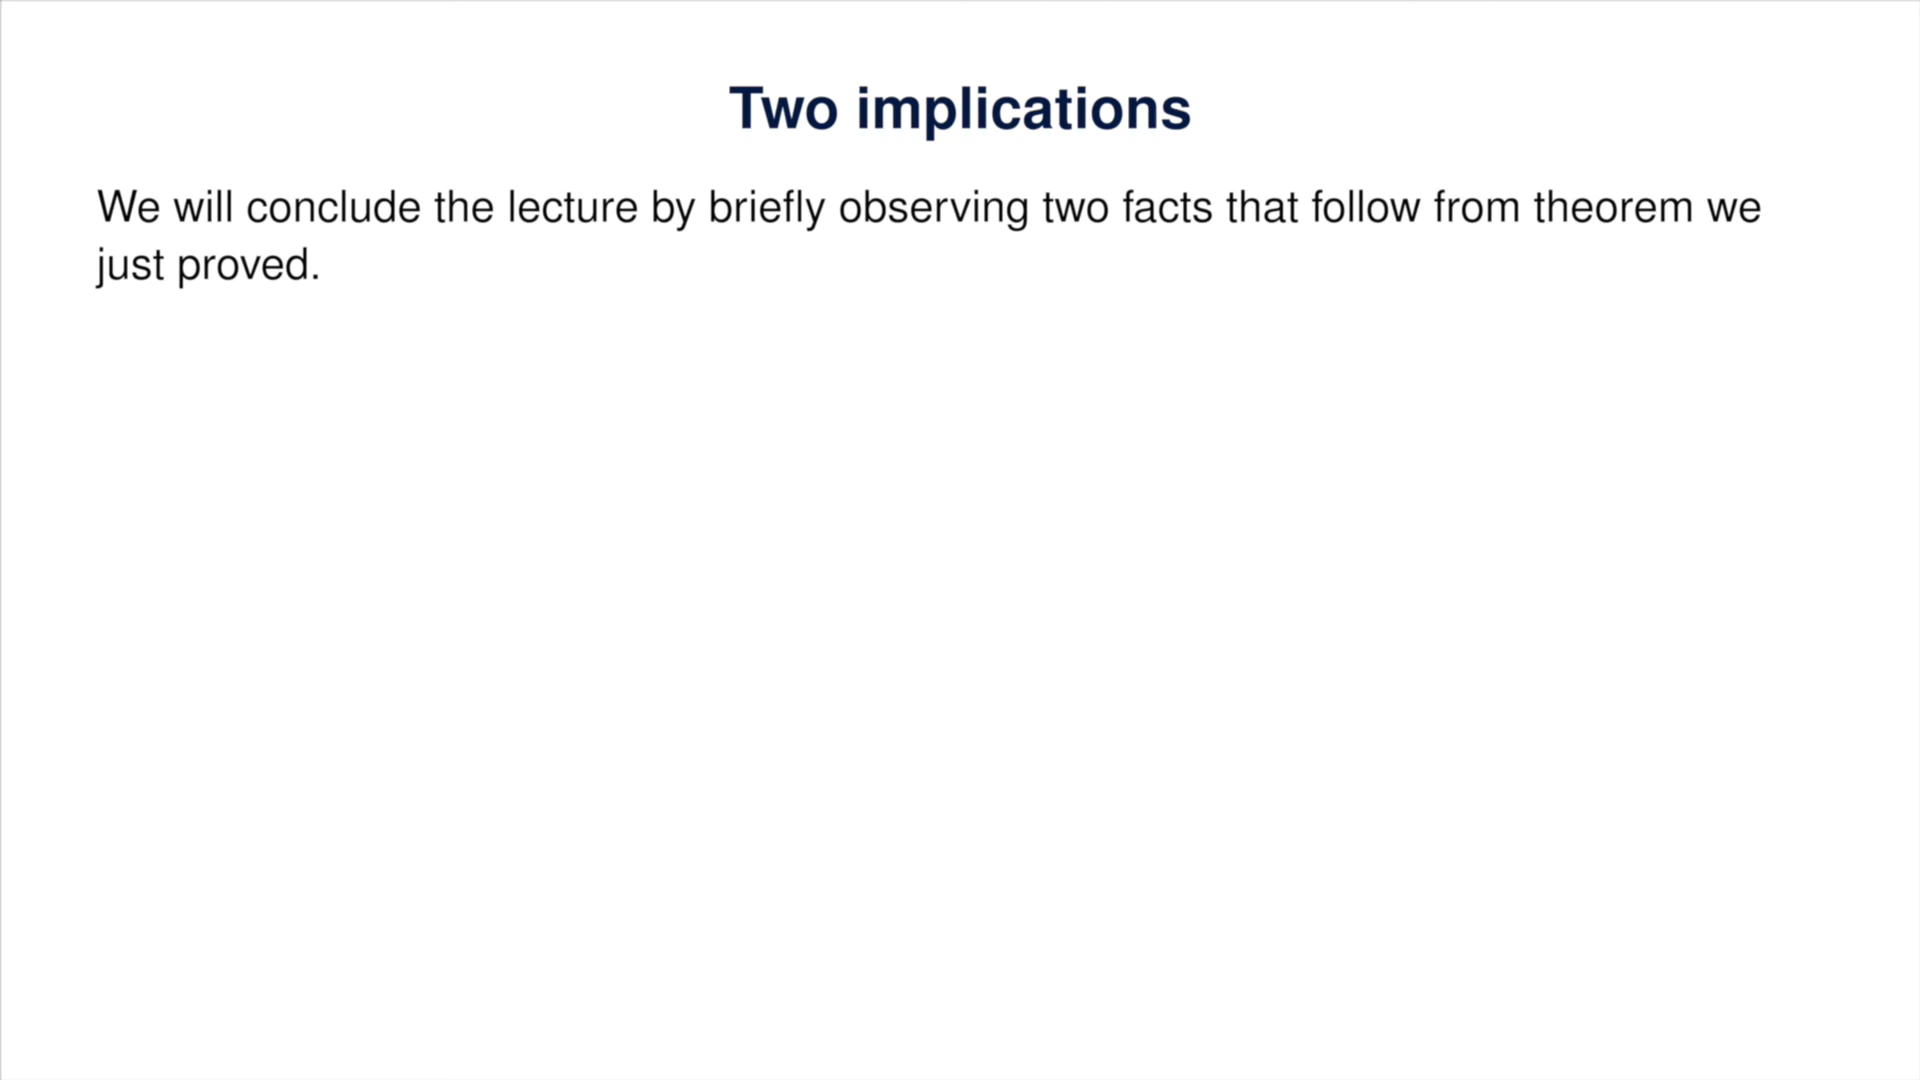 Two implications
We will conclude the lecture by briefly observing two facts that follow from theorem we
just proved.